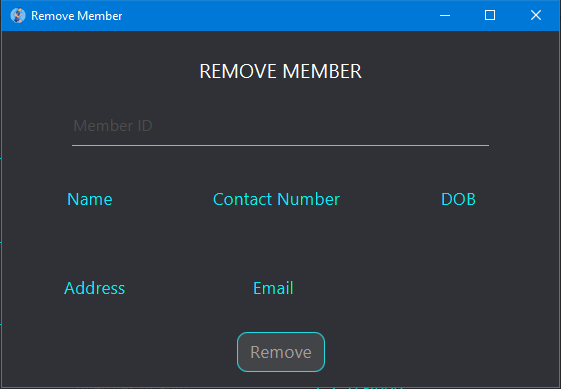 Remove Member
REMOVE MEMBER
Member ID
Name Contact Number DOB
Address Email
Remove